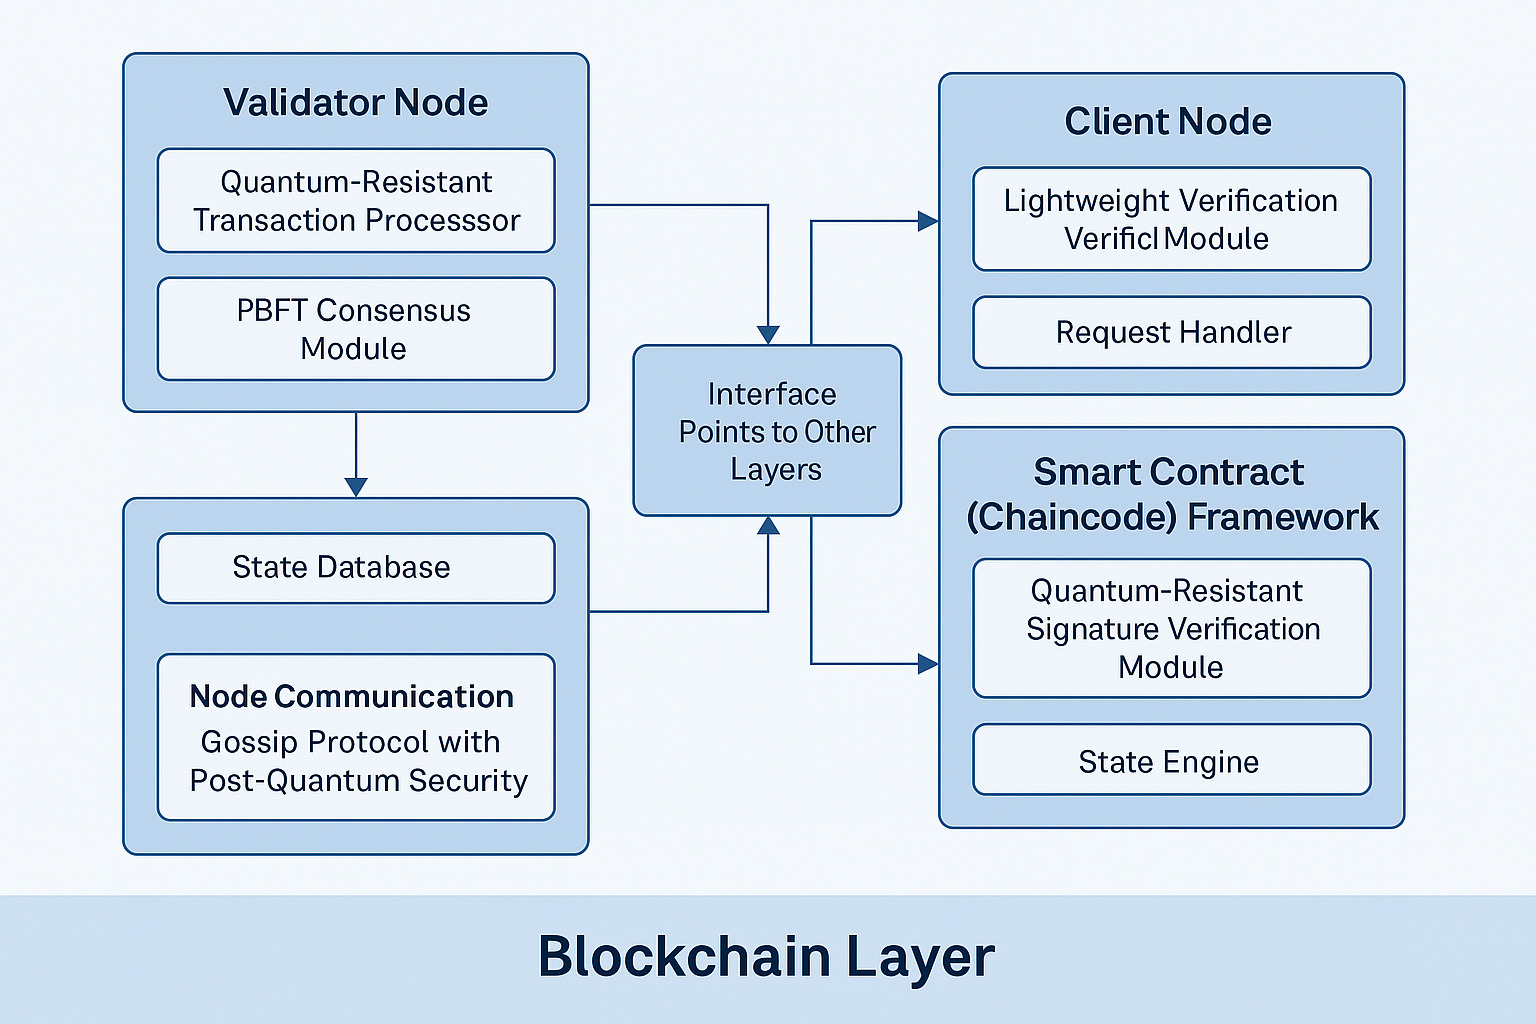 Validator Node
Quantum-Resistant
Transaction Processsor
PBFT Consensus
Module
State Database
Node Communication
Gossip Protocol with
Post-Quantum Security
Interface
Points to Other
Layers
Client Node
Lightweight Verification
Verificl Module
Request Handler
Smart Contract
(Chaincode) Framework
Quantum-Resistant
Signature Verification
Module
State Engine
Blockchain Layer